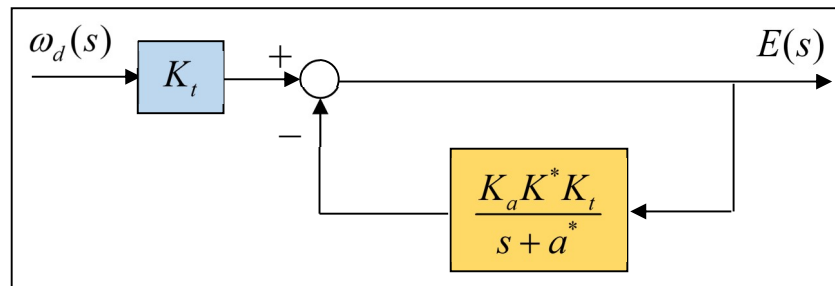 ω_d(s)
E(s)
K_t
+
−
K_a K^* K_t
s + a^*